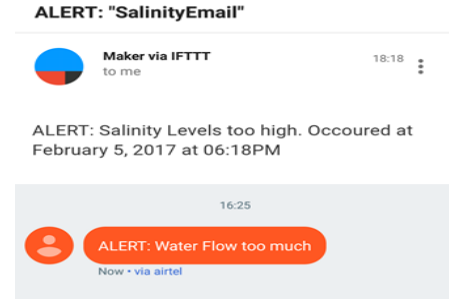 ALERT: "SalinityEmail"
Maker via IFTTT
18:18
to me
ALERT: Salinity Levels too high. Occoured at
February 5, 2017 at 06:18PM
16:25
ALERT: Water Flow too much
Now • via airtel